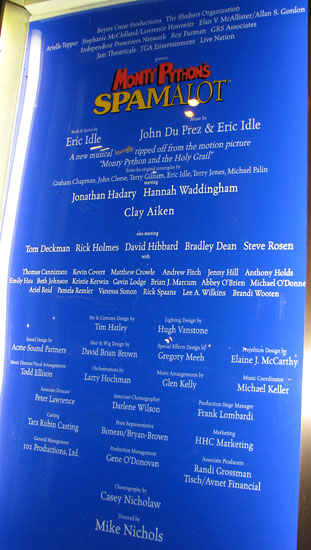 Boyett Ostar Productions The Shubert Organization
Arielle Tepper Stephanie McClelland/Lawrence Horowitz Elan V. McAllister/Allan S. Gordon
Independent Presenters Network Roy Furman GRS Associates
Jam Theatricals TGA Entertainment Live Nation
present
MONTY PYTHON'S
SPAMALOT
Book & Lyrics by
Eric Idle
Music by
John Du Prez & Eric Idle
A new musical lovingly ripped off from the motion picture
"Monty Python and the Holy Grail"
from the original screenplay by
Graham Chapman, John Cleese, Terry Gilliam, Eric Idle, Terry Jones, Michael Palin
starring
Jonathan Hadary Hannah Waddingham
Clay Aiken
also starring
Tom Deckman Rick Holmes David Hibbard Bradley Dean Steve Rosen
with
Thomas Cannizzaro Kevin Covert Matthew Crowle Andrew Fitch Jenny Hill Anthony Holds
Emily Hsu Beth Johnson Kristie Kerwin Gavin Lodge Brian J. Marcum Abbey O'Brien Michael O'Donne
Ariel Reid Pamela Remler Vanessa Sonon Rick Spaans Lee A. Wilkins Brandi Wooten
Set & Costume Design by
Tim Hatley
Lighting Design by
Hugh Vanstone
Sound Design by
Acme Sound Partners
Hair & Wig Design by
David Brian Brown
Special Effects Design by
Gregory Meeh
Projection Design by
Elaine J. McCarthy
Music Director/Vocal Arrangements
Todd Ellison
Orchestrations by
Larry Hochman
Music Arrangements by
Glen Kelly
Music Coordinator
Michael Keller
Associate Director
Peter Lawrence
Associate Choreographer
Darlene Wilson
Production Stage Manager
Frank Lombardi
Casting
Tara Rubin Casting
Press Representative
Boneau/Bryan-Brown
Marketing
HHC Marketing
General Management
101 Productions, Ltd.
Production Management
Gene O'Donovan
Associate Producers
Randi Grossman
Tisch/Avnet Financial
Choreography by
Casey Nicholaw
Directed by
Mike Nichols